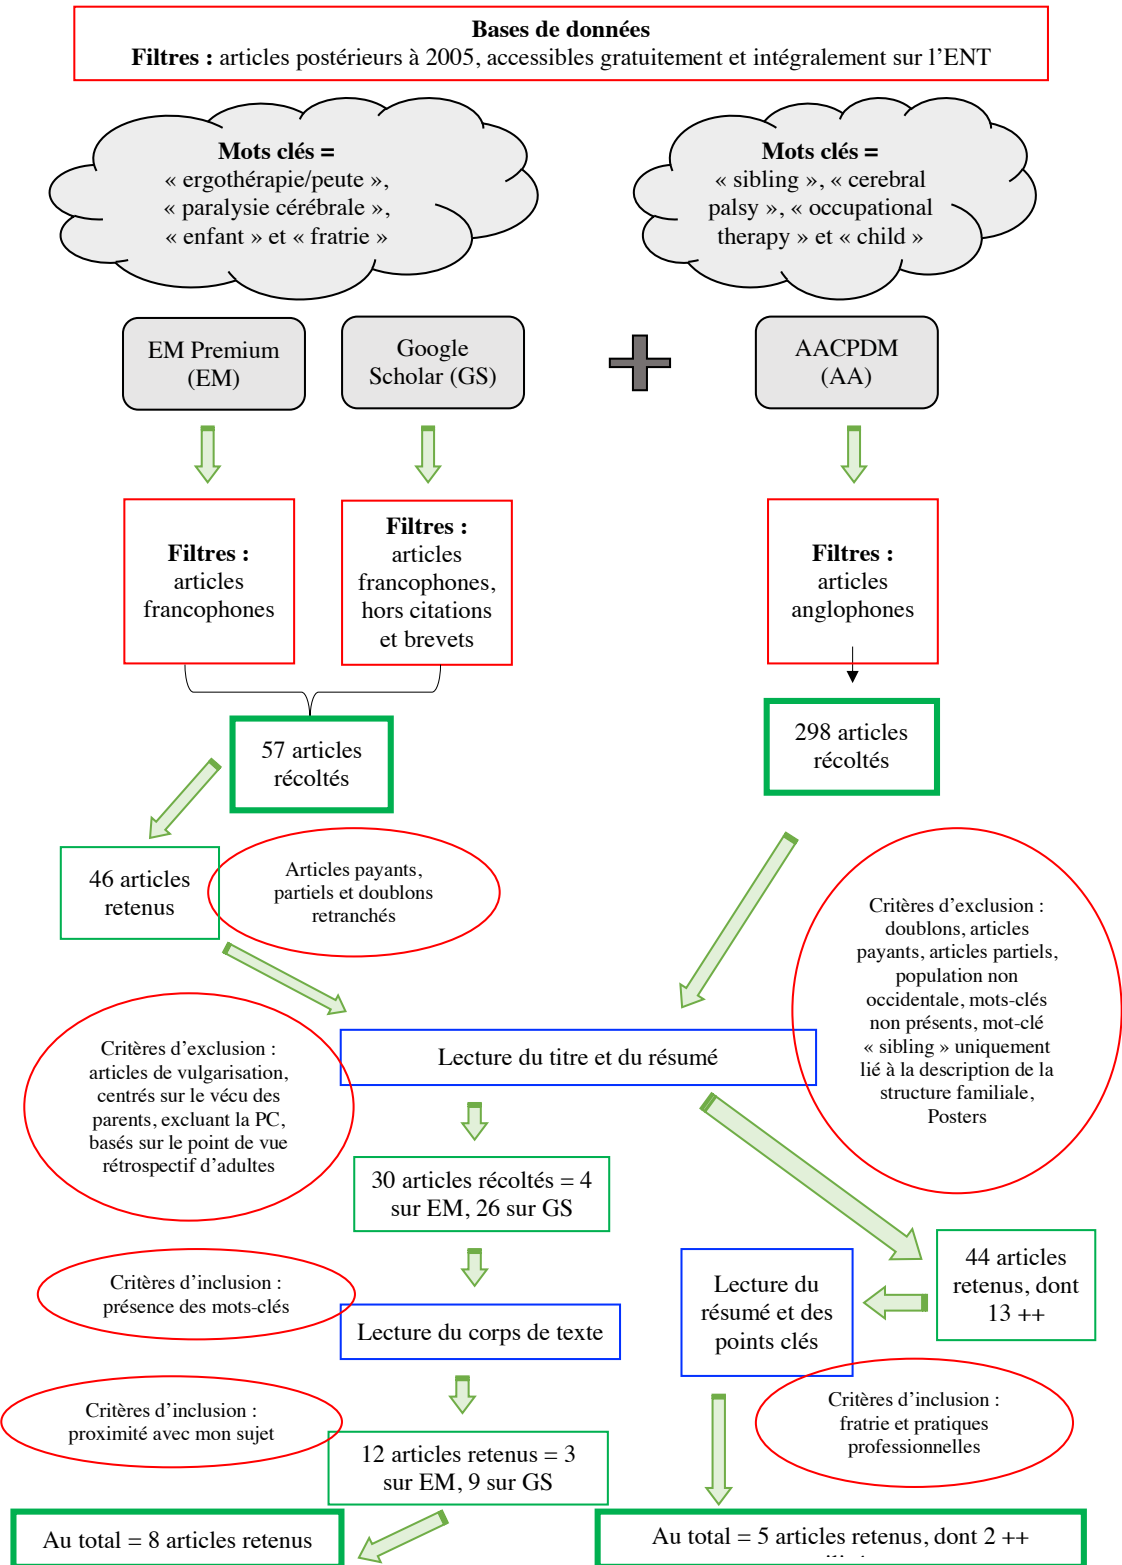 Bases de données
Filtres : articles postérieurs à 2005, accessibles gratuitement et intégralement sur l’ENT
Mots clés =
« ergothérapie/peute »,
« paralysie cérébrale »,
« enfant » et « fratrie »
Mots clés =
« sibling », « cerebral
palsy », « occupational
therapy » et « child »
EM Premium
(EM)
Google
Scholar (GS)
AACPDM
(AA)
Filtres :
articles
francophones
Filtres :
articles
francophones,
hors citations
et brevets
Filtres :
articles
anglophones
57 articles
récoltés
298 articles
récoltés
46 articles
retenus
Articles payants,
partiels et doublons
retranchés
Critères d’exclusion :
doublons, articles
payants, articles partiels,
population non
occidentale, mots-clés
non présents, mot-clé
« sibling » uniquement
lié à la description de la
structure familiale,
Posters
Lecture du titre et du résumé
Critères d’exclusion :
articles de vulgarisation,
centrés sur le vécu des
parents, excluant la PC,
basés sur le point de vue
rétrospectif d’adultes
30 articles récoltés = 4
sur EM, 26 sur GS
44 articles
retenus, dont
13 ++
Lecture du
résumé et des
points clés
Critères d’inclusion :
présence des mots-clés
Lecture du corps de texte
Critères d’inclusion :
proximité avec mon sujet
Critères d’inclusion :
fratrie et pratiques
professionnelles
12 articles retenus = 3
sur EM, 9 sur GS
Au total = 8 articles retenus
Au total = 5 articles retenus, dont 2 ++